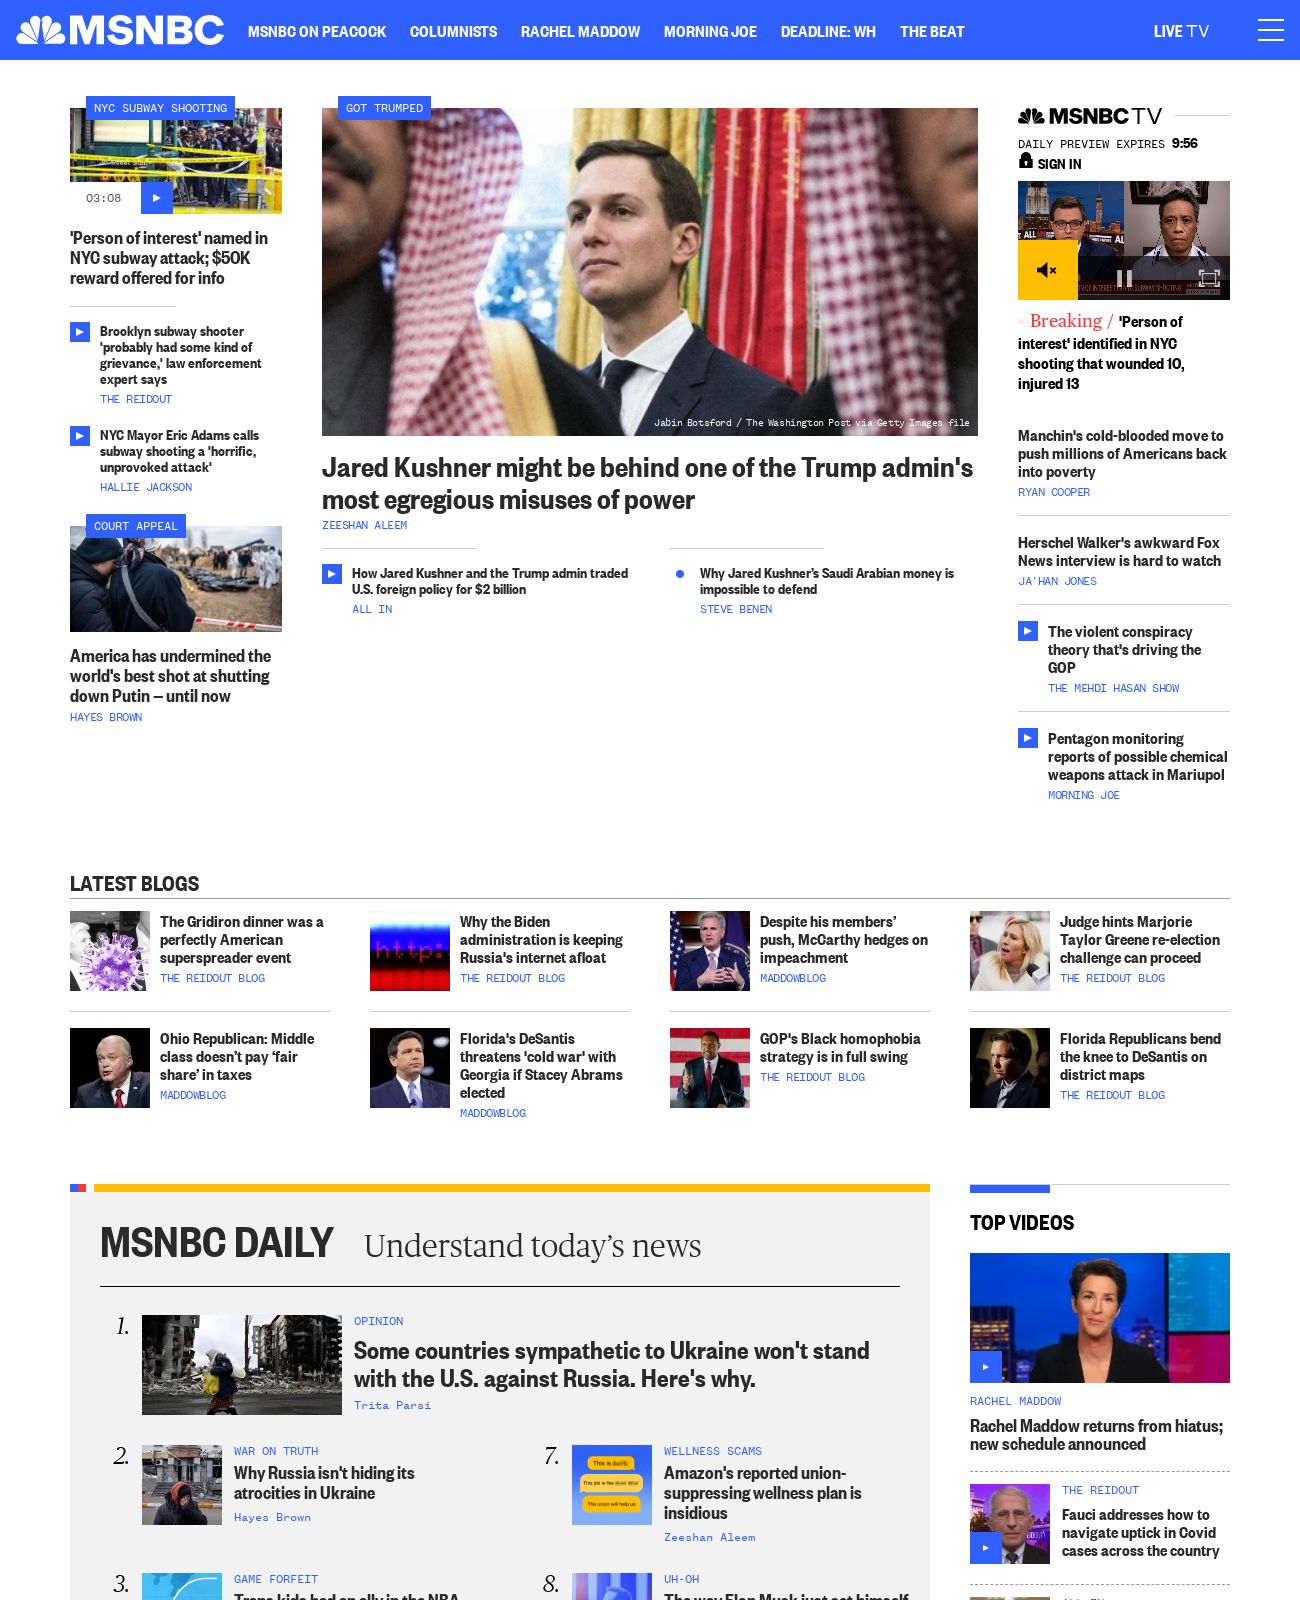 MSNBC
MSNBC ON PEACOCK
COLUMNISTS
RACHEL MADDOW
MORNING JOE
DEADLINE: WH
THE BEAT
LIVE TV
NYC SUBWAY SHOOTING
03:08
'Person of interest' named in
NYC subway attack; $50K
reward offered for info
Brooklyn subway shooter
'probably had some kind of
grievance,' law enforcement
expert says
THE REIDOUT
NYC Mayor Eric Adams calls
subway shooting a 'horrific,
unprovoked attack'
HALLIE JACKSON
COURT APPEAL
America has undermined the
world's best shot at shutting
down Putin — until now
HAYES BROWN
GOT TRUMPED
Jabin Botsford / The Washington Post via Getty Images file
Jared Kushner might be behind one of the Trump admin's
most egregious misuses of power
ZEESHAN ALEEM
How Jared Kushner and the Trump admin traded
U.S. foreign policy for $2 billion
ALL IN
Why Jared Kushner’s Saudi Arabian money is
impossible to defend
STEVE BENEN
MSNBC TV
DAILY PREVIEW EXPIRES 9:56
SIGN IN
Breaking / 'Person of
interest' identified in NYC
shooting that wounded 10,
injured 13
Manchin's cold-blooded move to
push millions of Americans back
into poverty
RYAN COOPER
Herschel Walker's awkward Fox
News interview is hard to watch
JA'HAN JONES
The violent conspiracy
theory that's driving the
GOP
THE MEHDI HASAN SHOW
Pentagon monitoring
reports of possible chemical
weapons attack in Mariupol
MORNING JOE
LATEST BLOGS
The Gridiron dinner was a
perfectly American
superspreader event
THE REIDOUT BLOG
http:
Why the Biden
administration is keeping
Russia's internet afloat
THE REIDOUT BLOG
Despite his members’
push, McCarthy hedges on
impeachment
MADDOWBLOG
Judge hints Marjorie
Taylor Greene re-election
challenge can proceed
THE REIDOUT BLOG
Ohio Republican: Middle
class doesn’t pay ‘fair
share’ in taxes
MADDOWBLOG
Florida's DeSantis
threatens 'cold war' with
Georgia if Stacey Abrams
elected
MADDOWBLOG
GOP's Black homophobia
strategy is in full swing
THE REIDOUT BLOG
Florida Republicans bend
the knee to DeSantis on
district maps
THE REIDOUT BLOG
MSNBC DAILY
Understand today’s news
1.
OPINION
Some countries sympathetic to Ukraine won't stand
with the U.S. against Russia. Here's why.
Trita Parsi
2.
WAR ON TRUTH
Why Russia isn't hiding its
atrocities in Ukraine
Hayes Brown
3.
GAME FORFEIT
Trans kids had an ally in the NBA
7.
WELLNESS SCAMS
Amazon's reported union-
suppressing wellness plan is
insidious
Zeeshan Aleem
8.
UH-OH
The way Elon Musk just set himself
TOP VIDEOS
RACHEL MADDOW
Rachel Maddow returns from hiatus;
new schedule announced
THE REIDOUT
Fauci addresses how to
navigate uptick in Covid
cases across the country